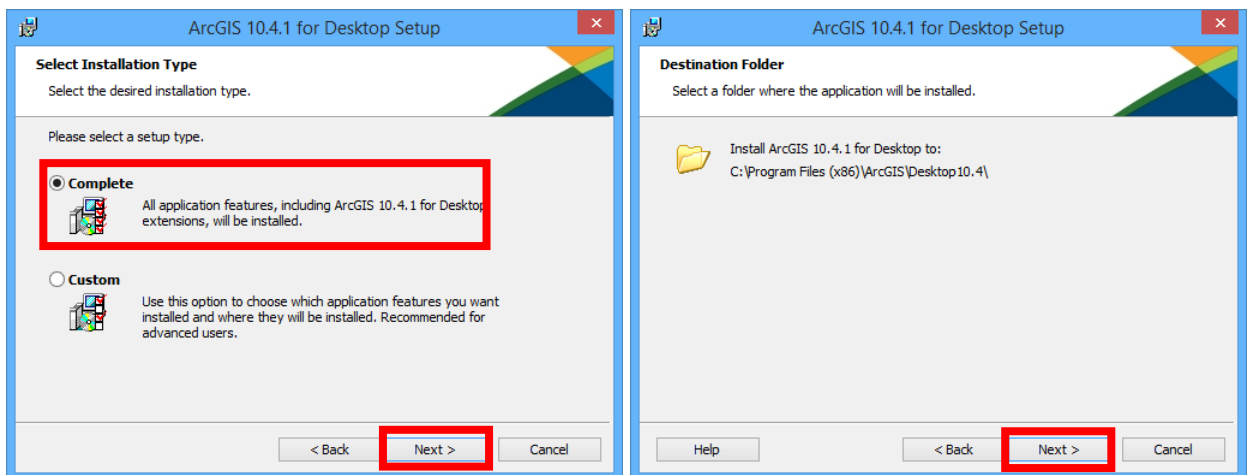 ArcGIS 10.4.1 for Desktop Setup
Select Installation Type
Select the desired installation type.
Please select a setup type.
Complete
All application features, including ArcGIS 10.4.1 for Desktop
extensions, will be installed.
Custom
Use this option to choose which application features you want
installed and where they will be installed. Recommended for
advanced users.
< Back
Next >
Cancel
ArcGIS 10.4.1 for Desktop Setup
Destination Folder
Select a folder where the application will be installed.
Install ArcGIS 10.4.1 for Desktop to:
C:\Program Files (x86)\ArcGIS\Desktop10.4\
Help
< Back
Next >
Cancel